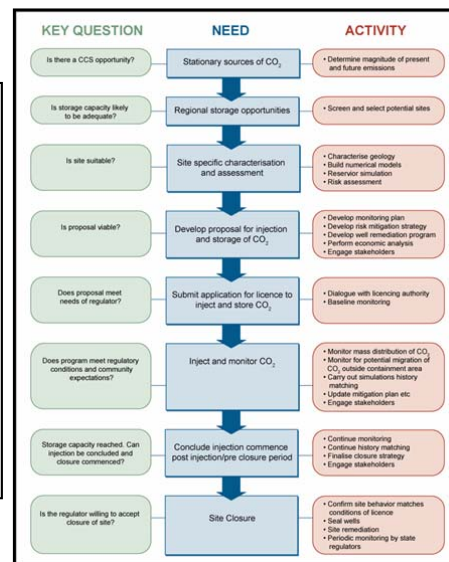 KEY QUESTION NEED ACTIVITY
Is there a CCS opportunity?
Stationary sources of CO2
• Determine magnitude of present
and future emissions
Is storage capacity likely
to be adequate?
Regional storage opportunities
• Screen and select potential sites
Is site suitable?
Site specific characterisation
and assessment
• Characterise geology
• Build numerical models
• Reservior simulation
• Risk assessment
Is proposal viable?
Develop proposal for injection
and storage of CO2
• Develop monitoring plan
• Develop risk mitigation strategy
• Develop well remediation program
• Perform economic analysis
• Engage stakeholders
Does proposal meet
needs of regulator?
Submit application for licence to
inject and store CO2
• Dialogue with licencing authority
• Baseline monitoring
Does program meet regulatory
conditions and community
expectations?
Inject and monitor CO2
• Monitor mass distribution of CO2
• Monitor for potential migration of
CO2 outside containment area
• Carry out simulations history
matching
• Update mitigation plan etc
• Engage stakeholders
Storage capacity reached. Can
injection be concluded and
closure commenced?
Conclude injection commence
post injection/pre closure period
• Continue monitoring
• Continue history matching
• Finalise closure strategy
• Engage stakeholders
Is the regulator willing to accept
closure of site?
Site Closure
• Confirm site behavior matches
conditions of licence
• Seal wells
• Site remediation
• Periodic monitoring by state
regulators